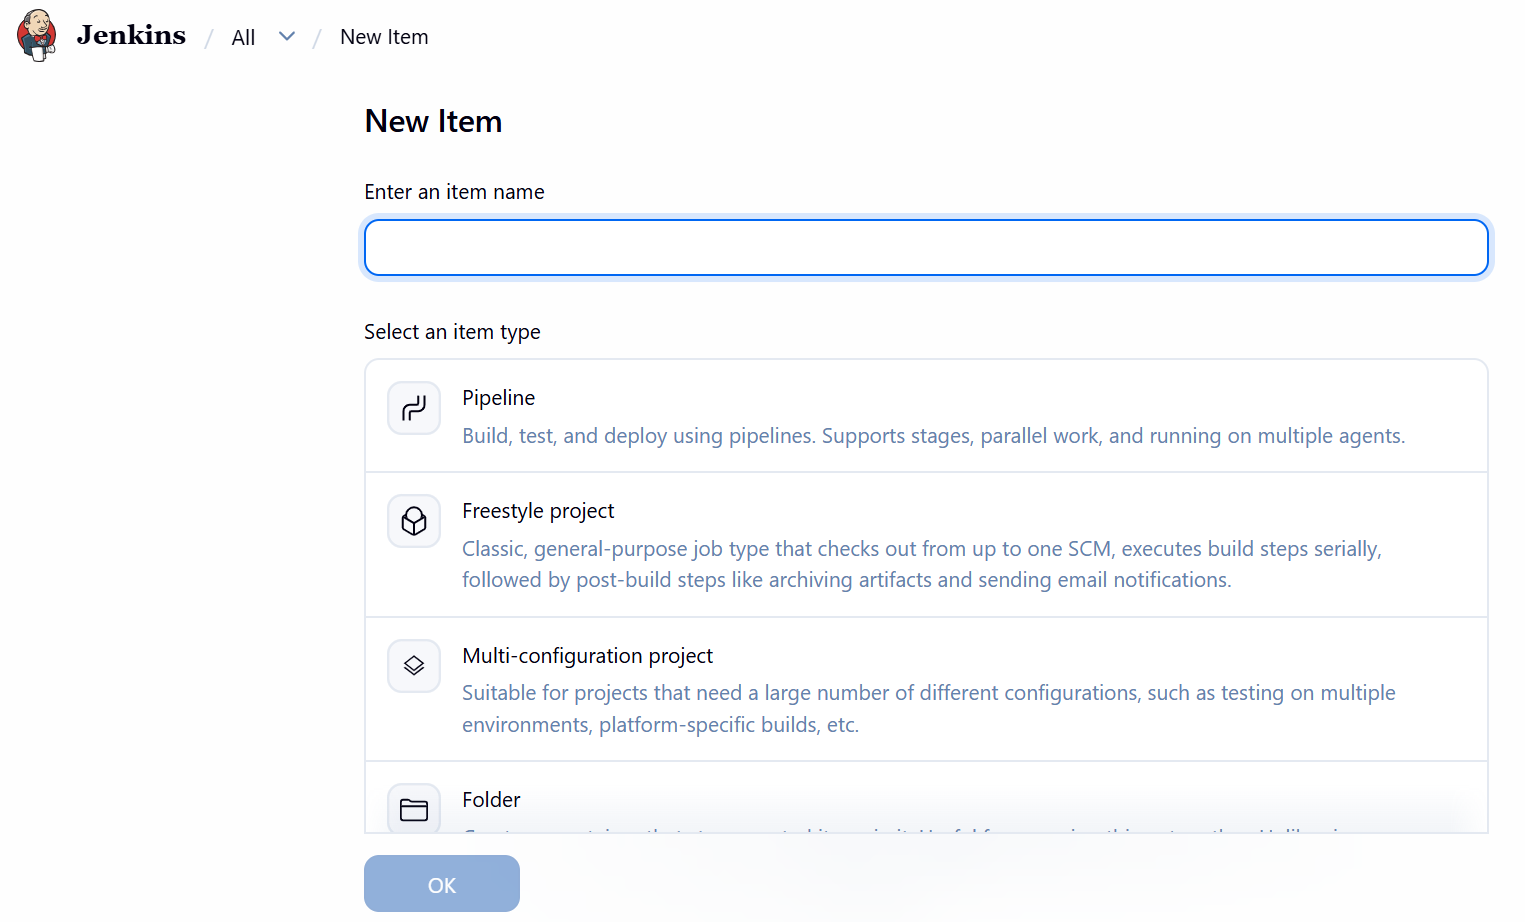 Jenkins / All / New Item
New Item
Enter an item name
Select an item type
Pipeline
Build, test, and deploy using pipelines. Supports stages, parallel work, and running on multiple agents.
Freestyle project
Classic, general-purpose job type that checks out from up to one SCM, executes build steps serially,
followed by post-build steps like archiving artifacts and sending email notifications.
Multi-configuration project
Suitable for projects that need a large number of different configurations, such as testing on multiple
environments, platform-specific builds, etc.
Folder
OK